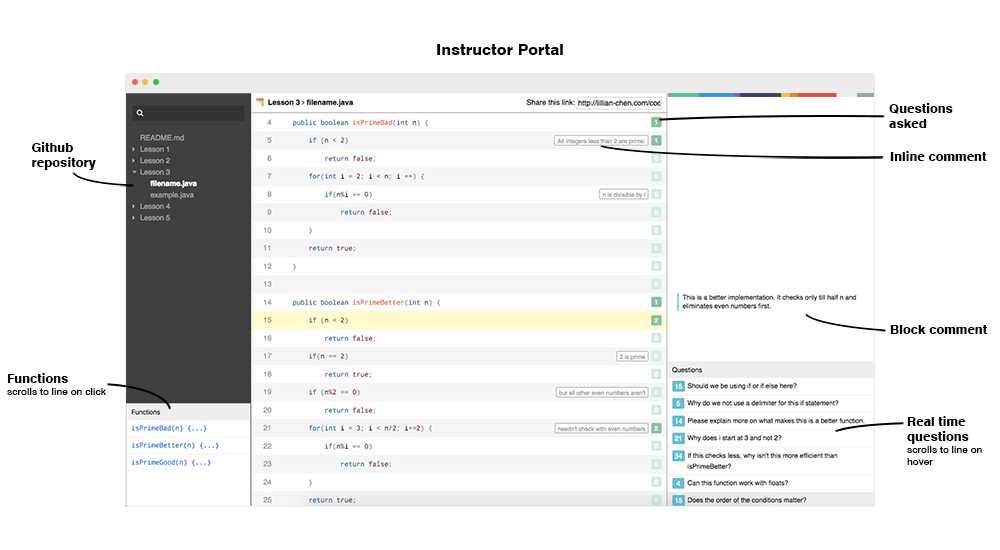 Instructor Portal
Github
repository
Functions
scrolls to line on click
README.md
Lesson 1
Lesson 2
Lesson 3
filename.java
example.java
Lesson 4
Lesson 5
Functions
isPrimeBad(n) {...}
isPrimeBetter(n) {...}
isPrimeGood(n) {...}
Lesson 3 › filename.java
Share this link: http://lillian-chen.com/coc
4 public boolean isPrimeBad(int n) { 1
5 if (n < 2) All integers less than 2 are prime. 1
6 return false; 0
7 for(int i = 2; i < n; i ++) { 0
8 if(n%i == 0) n is divisible by i 0
9 return false; 0
10 } 0
11 return true; 0
12 } 0
13 0
14 public boolean isPrimeBetter(int n) { 1
15 if (n < 2) 2
16 return false; 0
17 if(n == 2) 2 is prime 0
18 return true; 0
19 if (n%2 == 0) but all other even numbers aren't 0
20 return false; 0
21 for(int i = 3; i < n/2; i+=2) { needn't check with even numbers 2
22 if(n%i == 0) 0
23 return false; 0
24 } 0
25 return true; 0
This is a better implementation. It checks only till half n and
eliminates even numbers first.
Questions
15 Should we be using if or if else here?
5 Why do we not use a delimiter for this if statement?
14 Please explain more on what makes this is a better function.
21 Why does i start at 3 and not 2?
34 If this checks less, why isn't this more efficient than
isPrimeBetter?
4 Can this function work with floats?
15 Does the order of the conditions matter?
Questions
asked
Inline comment
Block comment
Real time
questions
scrolls to line on
hover